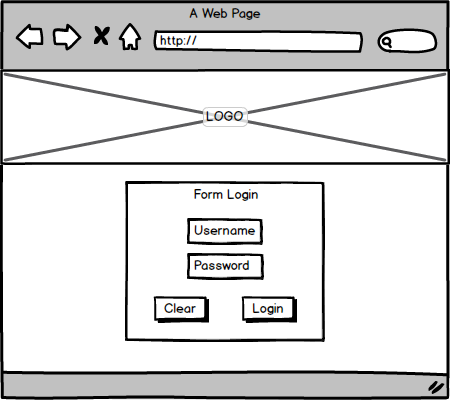 A Web Page
http://
LOGO
Form Login
Username
Password
Clear Login